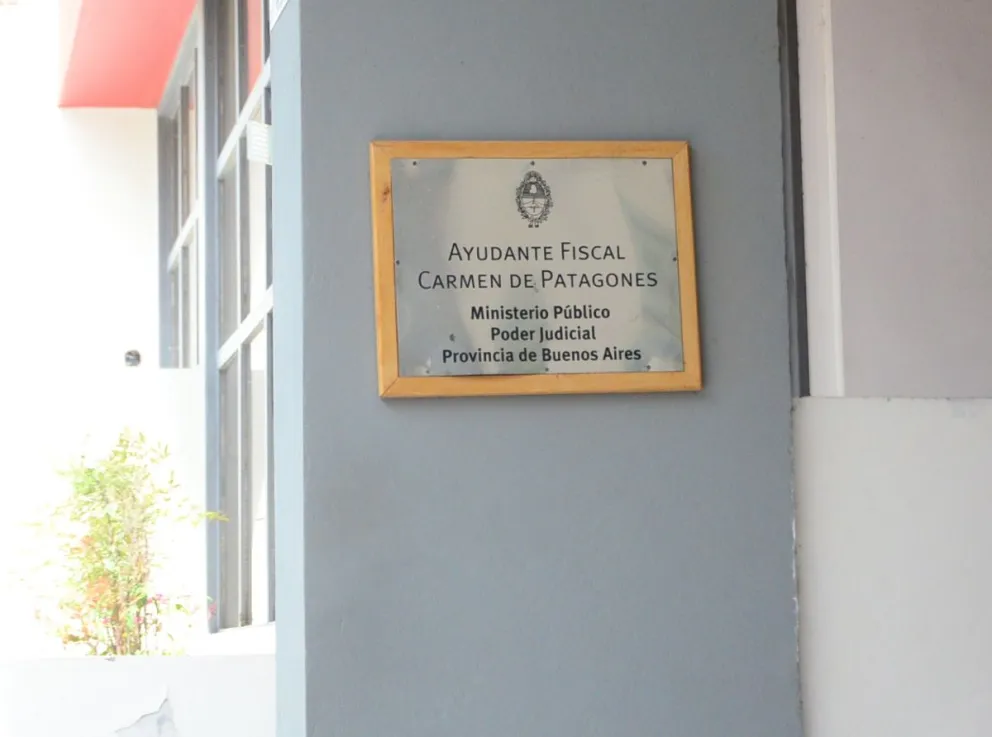 Ayudante Fiscal
Carmen de Patagones
Ministerio Público
Poder Judicial
Provincia de Buenos Aires